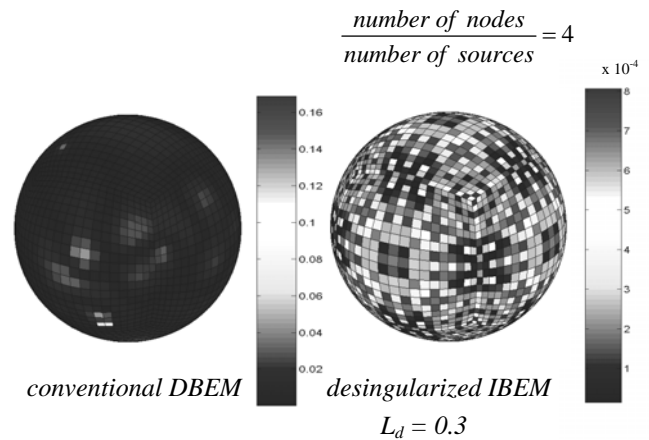 number of nodes
number of sources = 4
x 10-4
0.16
0.14
0.12
0.1
0.08
0.06
0.04
0.02
8
7
6
5
4
3
2
1
conventional DBEM
desingularized IBEM
Ld = 0.3